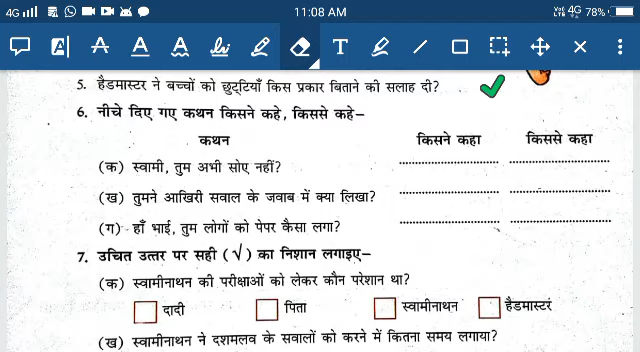 4G 11:08 AM VoLTE 4G 78%
A A A A T
5. हैडमास्टर ने बच्चों को छुट्टियाँ किस प्रकार बिताने की सलाह दी?
6. नीचे दिए गए कथन किसने कहे, किससे कहे–
कथन किसने कहा किससे कहा
(क) स्वामी, तुम अभी सोए नहीं?
(ख) तुमने आखिरी सवाल के जवाब में क्या लिखा?
(ग) हाँ भाई, तुम लोगों को पेपर कैसा लगा?
7. उचित उत्तर पर सही (√) का निशान लगाइए–
(क) स्वामीनाथन की परीक्षाओं को लेकर कौन परेशान था?
दादी पिता स्वामीनाथन हैडमास्टर
(ख) स्वामीनाथन ने दशमलव के सवालों को करने में कितना समय लगाया?